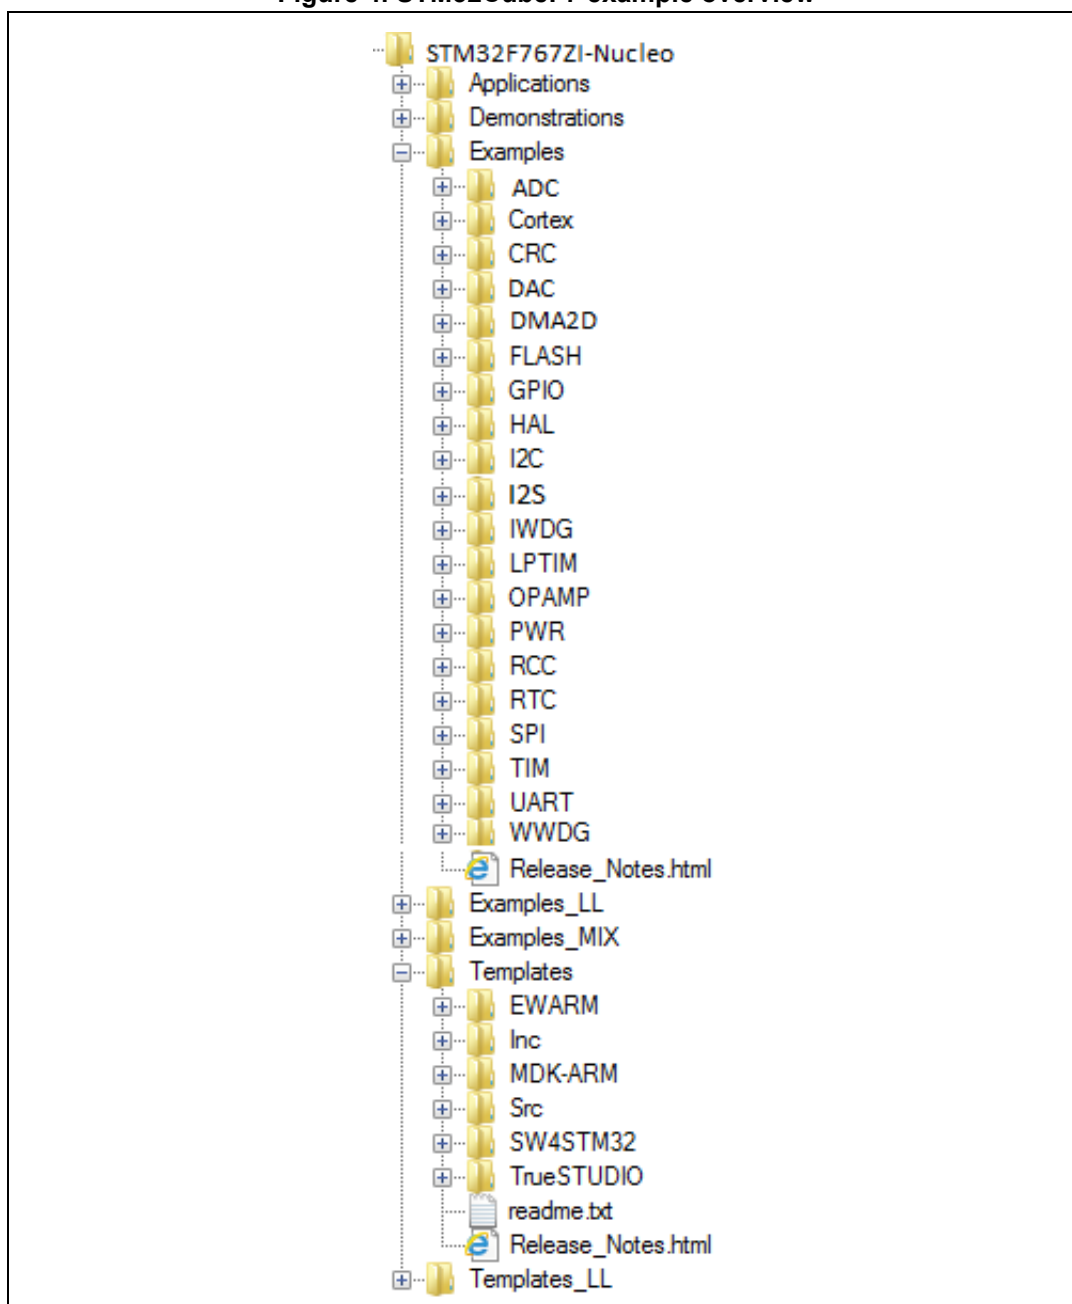 STM32F767ZI-Nucleo
Applications
Demonstrations
Examples
ADC
Cortex
CRC
DAC
DMA2D
FLASH
GPIO
HAL
I2C
I2S
IWDG
LPTIM
OPAMP
PWR
RCC
RTC
SPI
TIM
UART
WWDG
Release_Notes.html
Examples_LL
Examples_MIX
Templates
EWARM
Inc
MDK-ARM
Src
SW4STM32
TrueSTUDIO
readme.txt
Release_Notes.html
Templates_LL